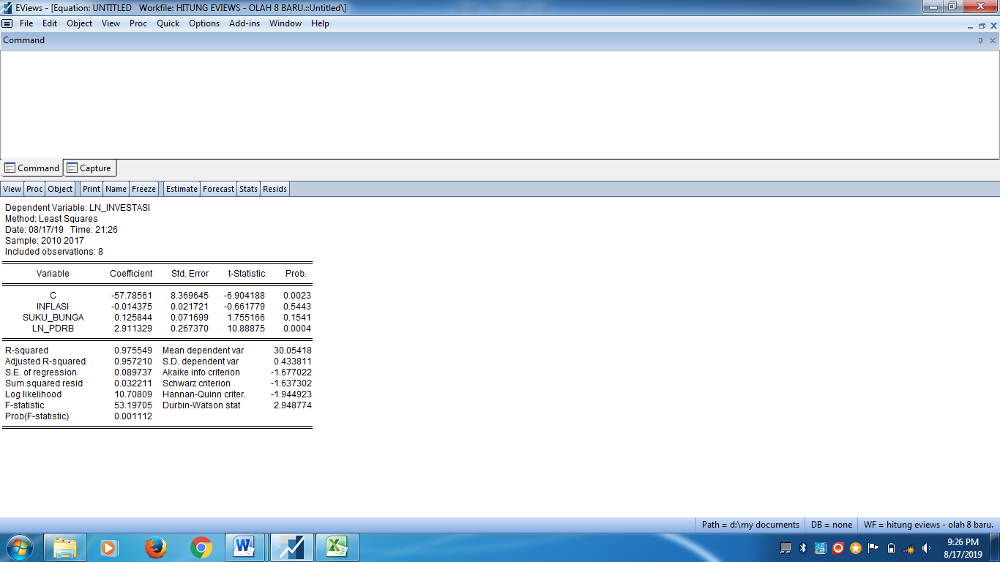 EViews - [Equation: UNTITLED   Workfile: HITUNG EVIEWS - OLAH 8 BARU.::Untitled\]
File Edit Object View Proc Quick Options Add-ins Window Help
Command
Command Capture
View Proc Object Print Name Freeze Estimate Forecast Stats Resids
Dependent Variable: LN_INVESTASI
Method: Least Squares
Date: 08/17/19   Time: 21:26
Sample: 2010 2017
Included observations: 8
Variable Coefficient Std. Error t-Statistic Prob.
C -57.78561 8.369645 -6.904188 0.0023
INFLASI -0.014375 0.021721 -0.661779 0.5443
SUKU_BUNGA 0.125844 0.071699 1.755166 0.1541
LN_PDRB 2.911329 0.267370 10.88875 0.0004
R-squared 0.975549 Mean dependent var 30.05418
Adjusted R-squared 0.957210 S.D. dependent var 0.433811
S.E. of regression 0.089737 Akaike info criterion -1.677022
Sum squared resid 0.032211 Schwarz criterion -1.637302
Log likelihood 10.70809 Hannan-Quinn criter. -1.944923
F-statistic 53.19705 Durbin-Watson stat 2.948774
Prob(F-statistic) 0.001112
Path = d:\my documents DB = none WF = hitung eviews - olah 8 baru.
9:26 PM
8/17/2019